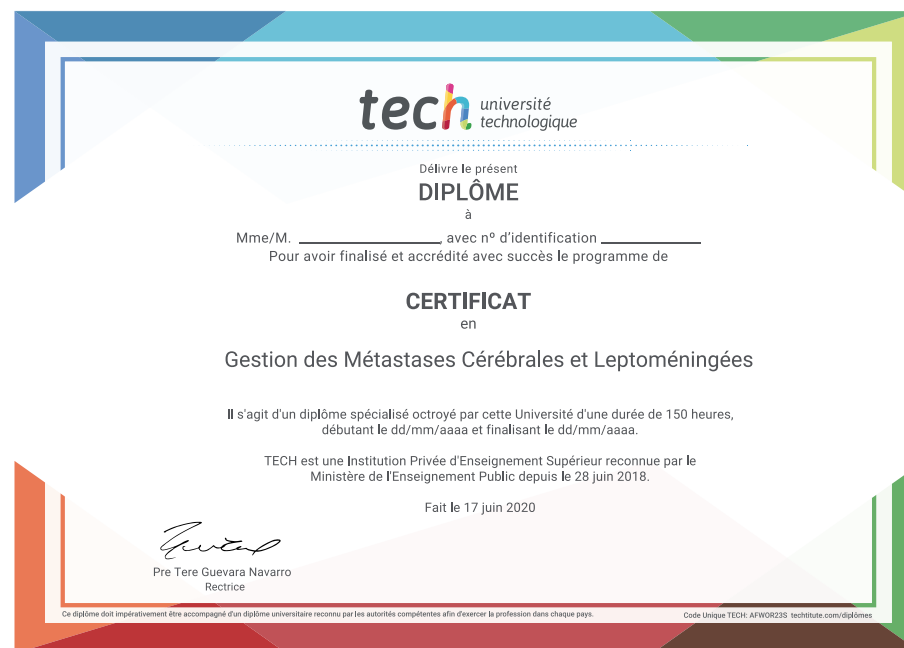 tech université
technologique
Délivre le présent
DIPLÔME
à
Mme/M. ____________________, avec nº d'identification ______________
Pour avoir finalisé et accrédité avec succès le programme de
CERTIFICAT
en
Gestion des Métastases Cérébrales et Leptoméningées
Il s'agit d'un diplôme spécialisé octroyé par cette Université d'une durée de 150 heures,
débutant le dd/mm/aaaa et finalisant le dd/mm/aaaa.
TECH est une Institution Privée d'Enseignement Supérieur reconnue par le
Ministère de l'Enseignement Public depuis le 28 juin 2018.
Fait le 17 juin 2020
Pre Tere Guevara Navarro
Rectrice
Ce diplôme doit impérativement être accompagné d'un diplôme universitaire reconnu par les autorités compétentes afin d'exercer la profession dans chaque pays.
Code Unique TECH: AFWOR23S techtitute.com/diplômes